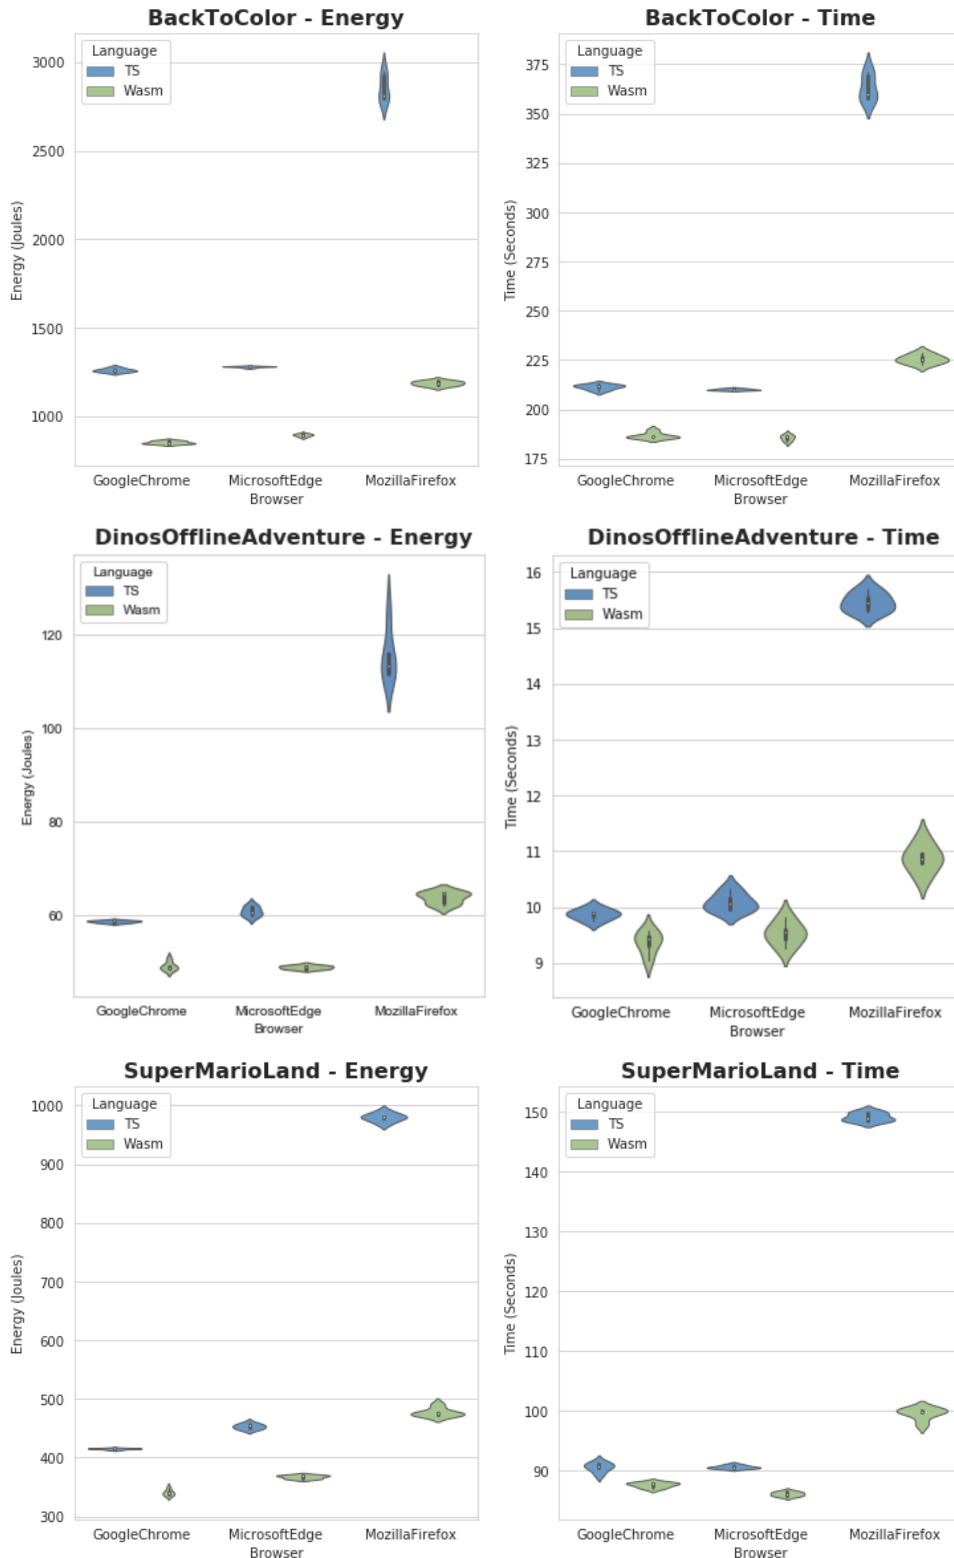 BackToColor - Energy
Language
TS
Wasm
3000
2500
2000
1500
1000
Energy (Joules)
GoogleChrome MicrosoftEdge MozillaFirefox
Browser
BackToColor - Time
Language
TS
Wasm
375
350
325
300
275
250
225
200
175
Time (Seconds)
GoogleChrome MicrosoftEdge MozillaFirefox
Browser
DinosOfflineAdventure - Energy
Language
TS
Wasm
120
100
80
60
Energy (Joules)
GoogleChrome MicrosoftEdge MozillaFirefox
Browser
DinosOfflineAdventure - Time
Language
TS
Wasm
16
15
14
13
12
11
10
9
Time (Seconds)
GoogleChrome MicrosoftEdge MozillaFirefox
Browser
SuperMarioLand - Energy
Language
TS
Wasm
1000
900
800
700
600
500
400
300
Energy (Joules)
GoogleChrome MicrosoftEdge MozillaFirefox
Browser
SuperMarioLand - Time
Language
TS
Wasm
150
140
130
120
110
100
90
Time (Seconds)
GoogleChrome MicrosoftEdge MozillaFirefox
Browser